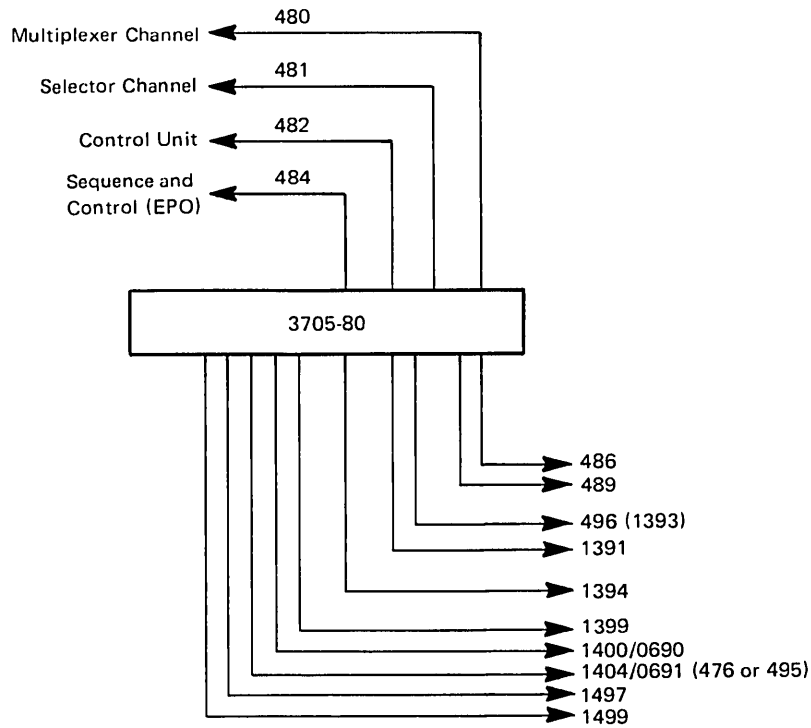 480
Multiplexer Channel
481
Selector Channel
482
Control Unit
484
Sequence and
Control (EPO)
3705-80
486
489
496 (1393)
1391
1394
1399
1400/0690
1404/0691 (476 or 495)
1497
1499